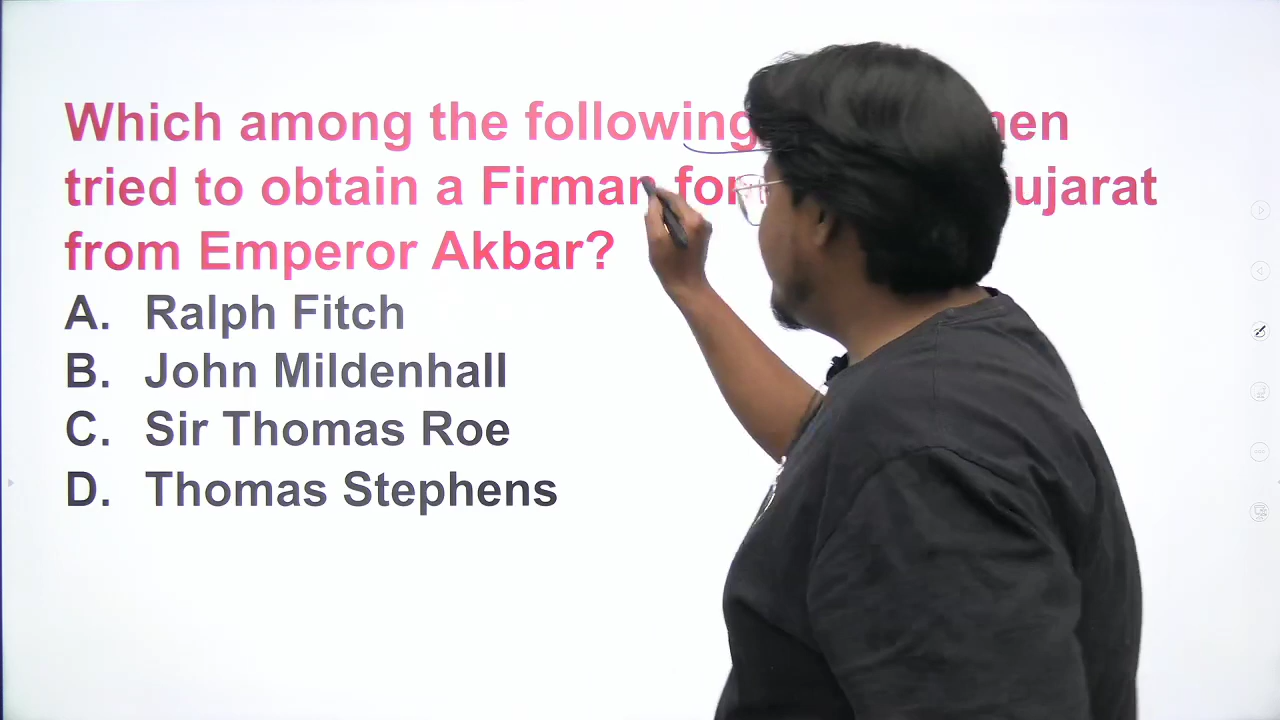 Which among the following men
tried to obtain a Firman for Gujarat
from Emperor Akbar?
A. Ralph Fitch
B. John Mildenhall
C. Sir Thomas Roe
D. Thomas Stephens